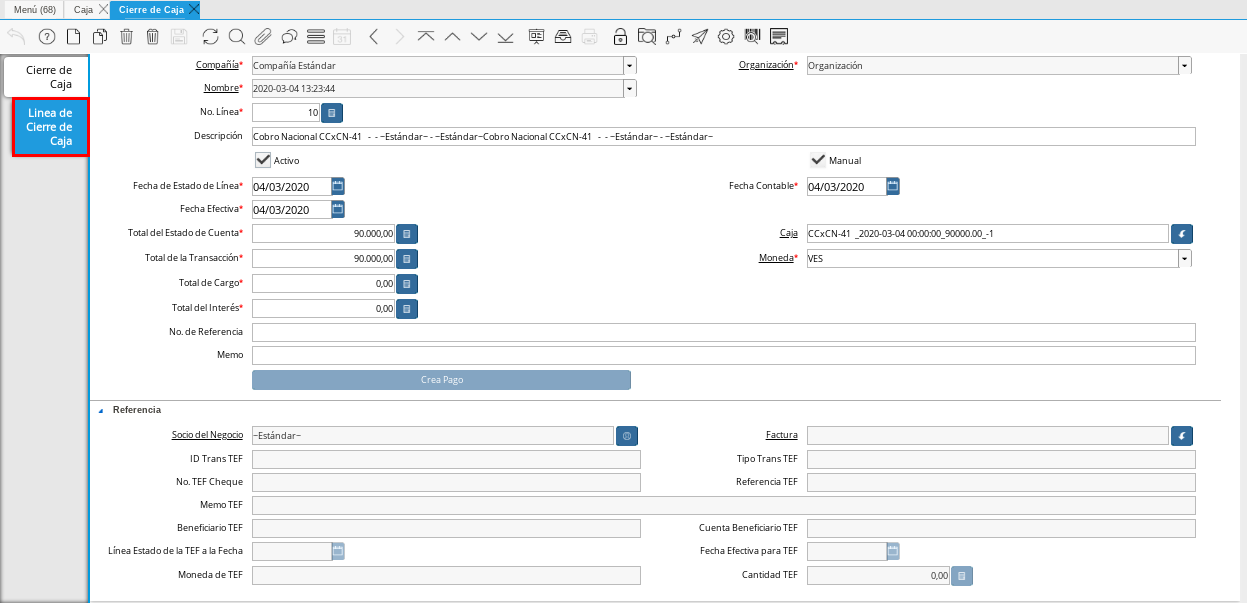 Menú (68) Caja Cierre de Caja
31
Cierre de
Caja
Linea de
Cierre de
Caja
Compañía* Compañía Estándar Organización* Organización
Nombre* 2020-03-04 13:23:44
No. Línea* 10
Descripción Cobro Nacional CCxCN-41 - - ~Estándar~ - ~Estándar~Cobro Nacional CCxCN-41 - - ~Estándar~ - ~Estándar~
Activo Manual
Fecha de Estado de Línea* 04/03/2020 Fecha Contable* 04/03/2020
Fecha Efectiva* 04/03/2020
Total del Estado de Cuenta* 90.000,00 Caja CCxCN-41 _2020-03-04 00:00:00_90000.00_-1
Total de la Transacción* 90.000,00 Moneda* VES
Total de Cargo* 0,00
Total del Interés* 0,00
No. de Referencia
Memo
Crea Pago
Referencia
Socio del Negocio ~Estándar~ Factura
ID Trans TEF Tipo Trans TEF
No. TEF Cheque Referencia TEF
Memo TEF
Beneficiario TEF Cuenta Beneficiario TEF
Línea Estado de la TEF a la Fecha Fecha Efectiva para TEF
Moneda de TEF Cantidad TEF 0,00